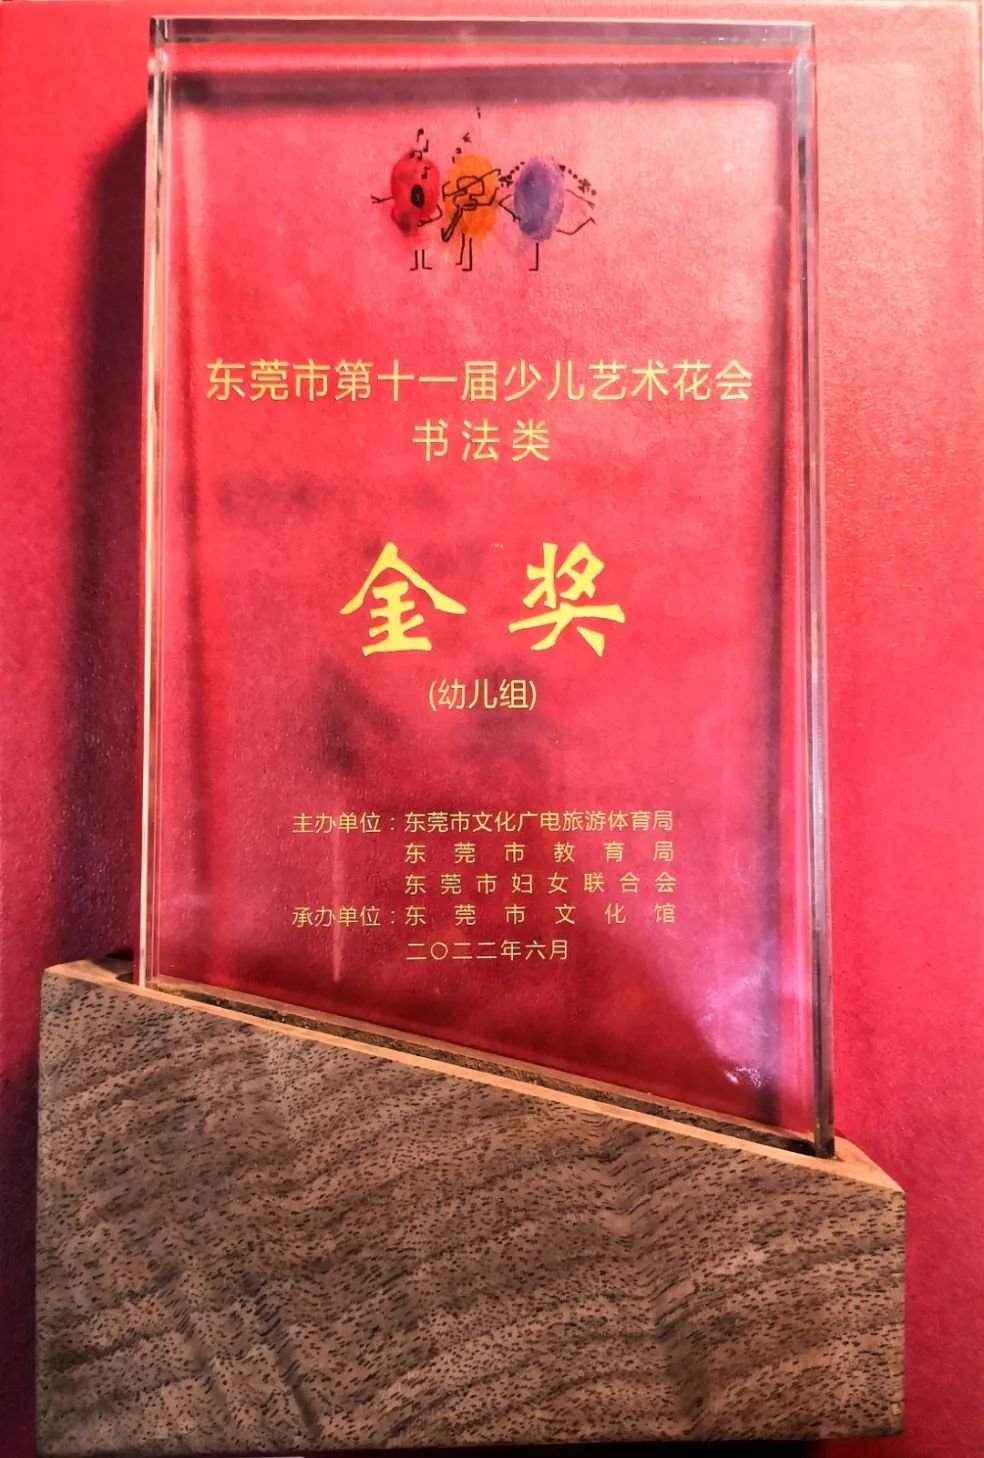 东莞市第十一届少儿艺术花会
书法类
金奖
(幼儿组)
主办单位：东莞市文化广电旅游体育局
东莞市教育局
东莞市妇女联合会
承办单位：东莞市文化馆
二〇二二年六月